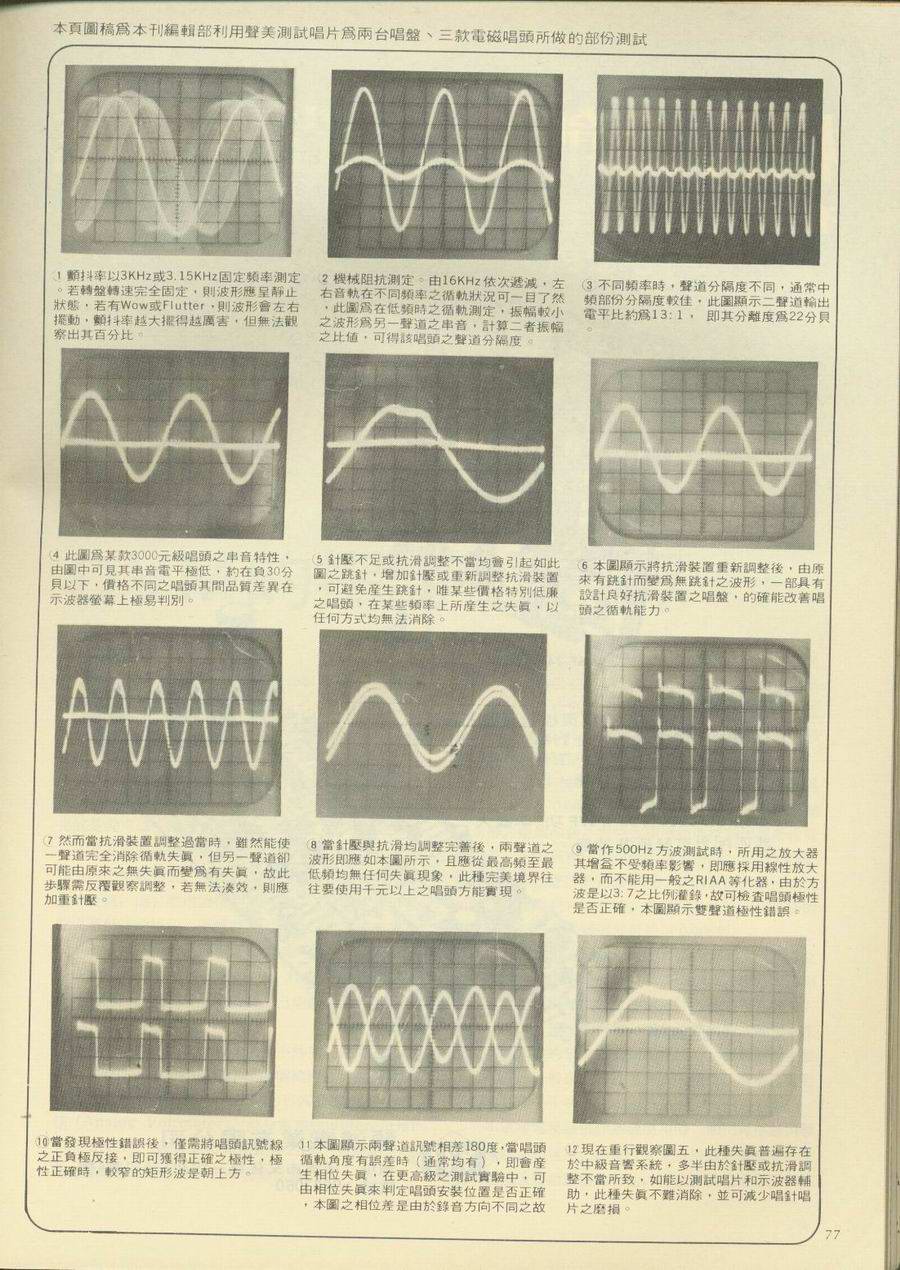 本頁圖稿爲本刊編輯部利用聲美測試唱片爲兩台唱盤、三款電磁唱頭所做的部份測試
①顫抖率以3KHz或3.15KHz固定頻率測定
。若轉盤轉速完全固定，則波形應呈靜止
狀態，若有Wow或Flutter，則波形會左右
擺動，顫抖率越大擺得越厲害，但無法觀
察出其百分比。
②機械阻抗測定。由16KHz依次遞減，左
右音軌在不同頻率之循軌狀況可一目了然
，此圖爲在低頻時之循軌測定，振幅較小
之波形爲另一聲道之串音，計算二者振幅
之比值，可得該唱頭之聲道分隔度。
③不同頻率時，聲道分隔度不同，通常中
頻部份分隔度較佳，此圖顯示二聲道輸出
電平比約爲13:1， 即其分離度爲22分貝
。
④此圖爲某款3000元級唱頭之串音特性，
由圖中可見其串音電平極低，約在負30分
貝以下，價格不同之唱頭其間品質差異在
示波器螢幕上極易判別。
⑤針壓不足或抗滑調整不當均會引起如此
圖之跳針，增加針壓或重新調整抗滑裝置
，可避免産生跳針，唯某些價格特別低廉
之唱頭，在某些頻率上所産生之失眞，以
任何方式均無法消除。
⑥本圖顯示將抗滑裝置重新調整後，由原
來有跳針而變爲無跳針之波形，一部具有
設計良好抗滑裝置之唱盤，的確能改善唱
頭之循軌能力。
⑦然而當抗滑裝置調整過當時，雖然能使
一聲道完全消除循軌失眞，但另一聲道卻
可能由原來之無失眞而變爲有失眞，故此
步驟需反覆觀察調整，若無法湊效，則應
加重針壓。
⑧當針壓與抗滑均調整完善後，兩聲道之
波形即應如本圖所示，且應從最高頻至最
低頻均無任何失眞現象，此種完美境界往
往要使用千元以上之唱頭方能實現。
⑨當作500Hz方波測試時，所用之放大器
其增益不受頻率影響，即應採用線性放大
器，而不能用一般之RIAA等化器，由於方
波是以3:7之比例灌錄，故可檢查唱頭極性
是否正確，本圖顯示雙聲道極性錯誤。
⑩當發現極性錯誤後，僅需將唱頭訊號線
之正負極反接，即可獲得正確之極性，極
性正確時，較窄的矩形波是朝上方。
⑪本圖顯示兩聲道訊號相差180度，當唱頭
循軌角度有誤差時（通常均有），即會産
生相位失眞，在更高級之測試實驗中，可
由相位失眞來判定唱頭安裝位置是否正確
，本圖之相位差是由於錄音方向不同之故
⑫現在重行觀察圖五，此種失眞普遍存在
於中級音響系統，多半由於針壓或抗滑調
整不當所致，如能以測試唱片和示波器輔
助，此種失眞不難消除，並可減少唱針唱
片之磨損。
77